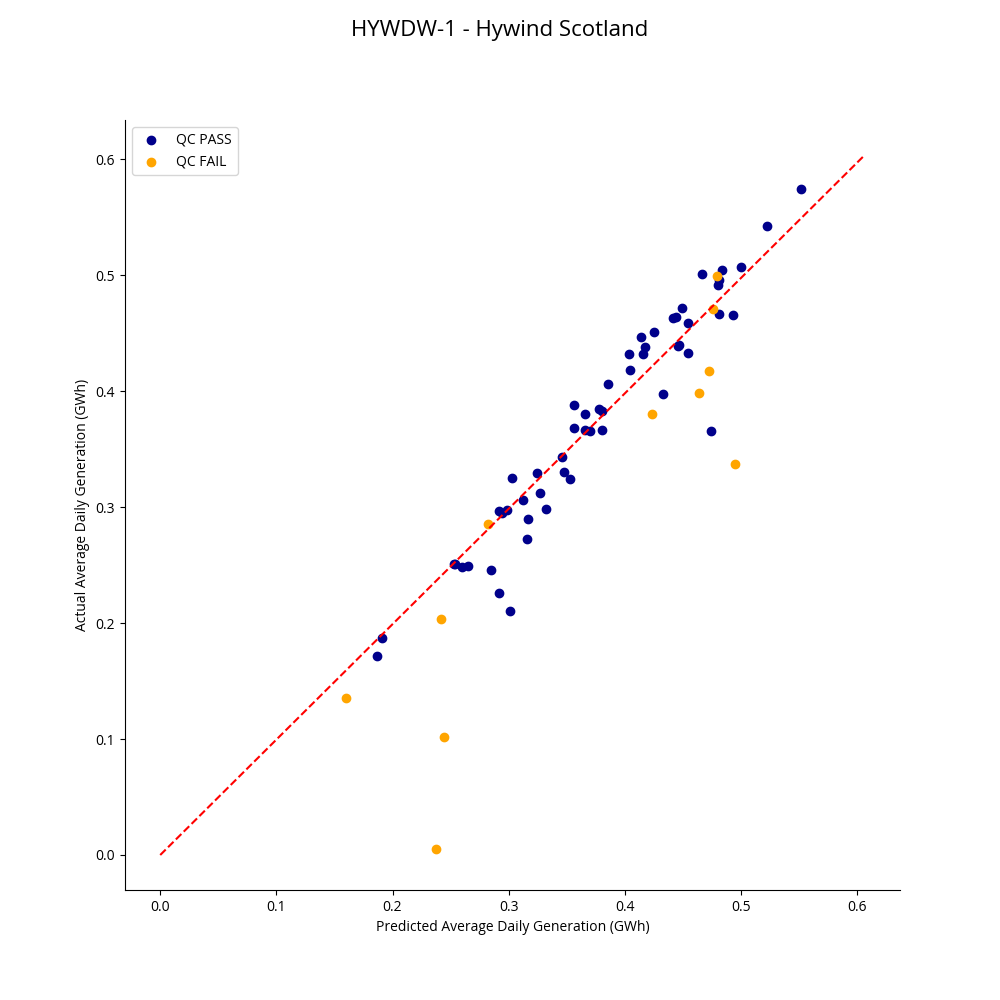 HYWDW-1 - Hywind Scotland
QC PASS
QC FAIL
Actual Average Daily Generation (GWh)
0.6
0.5
0.4
0.3
0.2
0.1
0.0
0.0 0.1 0.2 0.3 0.4 0.5 0.6
Predicted Average Daily Generation (GWh)